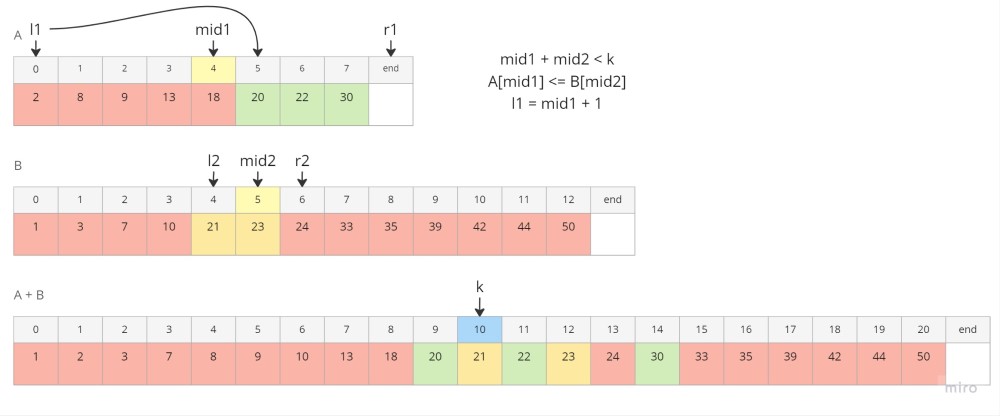 A l1 mid1 r1
0 1 2 3 4 5 6 7 end
2 8 9 13 18 20 22 30
mid1 + mid2 < k
A[mid1] <= B[mid2]
l1 = mid1 + 1
B l2 mid2 r2
0 1 2 3 4 5 6 7 8 9 10 11 12 end
1 3 7 10 21 23 24 33 35 39 42 44 50
A + B k
0 1 2 3 4 5 6 7 8 9 10 11 12 13 14 15 16 17 18 19 20 end
1 2 3 7 8 9 10 13 18 20 21 22 23 24 30 33 35 39 42 44 50
miro